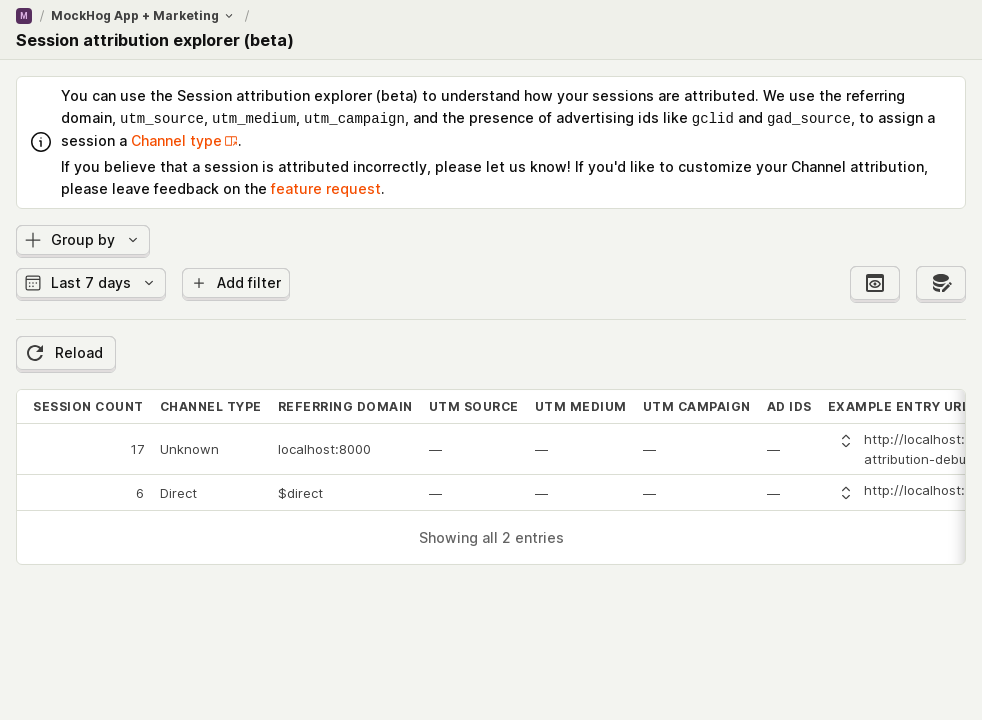 M / MockHog App + Marketing /
Session attribution explorer (beta)
You can use the Session attribution explorer (beta) to understand how your sessions are attributed. We use the referring
domain, utm_source, utm_medium, utm_campaign, and the presence of advertising ids like gclid and gad_source, to assign a
session a Channel type.
If you believe that a session is attributed incorrectly, please let us know! If you'd like to customize your Channel attribution,
please leave feedback on the feature request.
Group by
Last 7 days Add filter
Reload
SESSION COUNT CHANNEL TYPE REFERRING DOMAIN UTM SOURCE UTM MEDIUM UTM CAMPAIGN AD IDS EXAMPLE ENTRY URL
17 Unknown localhost:8000 — — — — http://localhost:
attribution-debu
6 Direct $direct — — — — http://localhost:
Showing all 2 entries